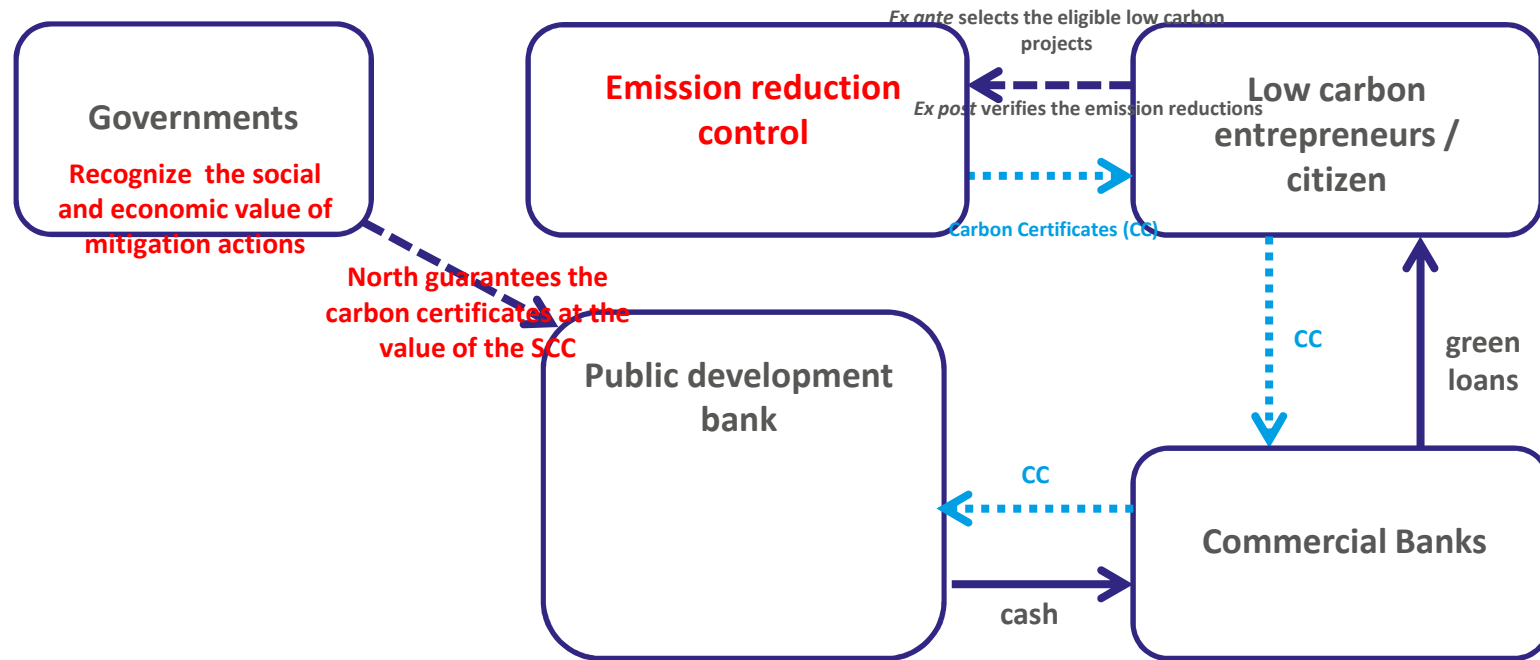 Governments
Recognize the social
and economic value of
mitigation actions
North guarantees the
carbon certificates at the
value of the SCC
Emission reduction
control
Ex ante selects the eligible low carbon
projects
Ex post verifies the emission reductions
Carbon Certificates (CC)
Low carbon
entrepreneurs /
citizen
CC
green
loans
Public development
bank
CC
cash
Commercial Banks